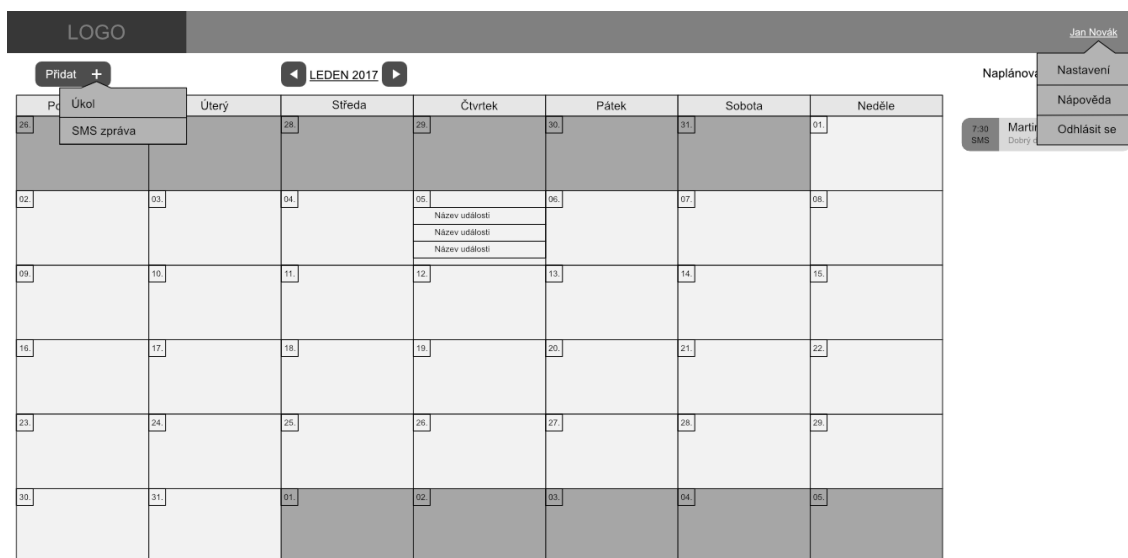 LOGO
Jan Novák
Přidat +
LEDEN 2017
Nastavení
Nápověda
Odhlásit se
Úkol
SMS zpráva
Úterý
Středa
Čtvrtek
Pátek
Sobota
Neděle
26.
28.
29.
30.
31.
01.
7:30
SMS
02.
03.
04.
05.
06.
07.
08.
Název události
Název události
Název události
09.
10.
11.
12.
13.
14.
15.
16.
17.
18.
19.
20.
21.
22.
23.
24.
25.
26.
27.
28.
29.
30.
31.
01.
02.
03.
04.
05.